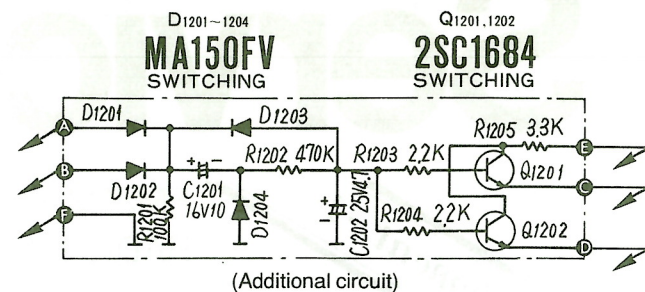 D1201~1204
MA150FV
SWITCHING
Q1201,1202
2SC1684
SWITCHING
A
D1201
D1203
R1205 3,3K
E
B
D1202
+ -
C1201
16V10
R1202 470K
R1203 2,2K
Q1201
C
F
R1201
100K
D1204
+
-
C1202 25V4,7
R1204 2,2K
Q1202
D
(Additional circuit)